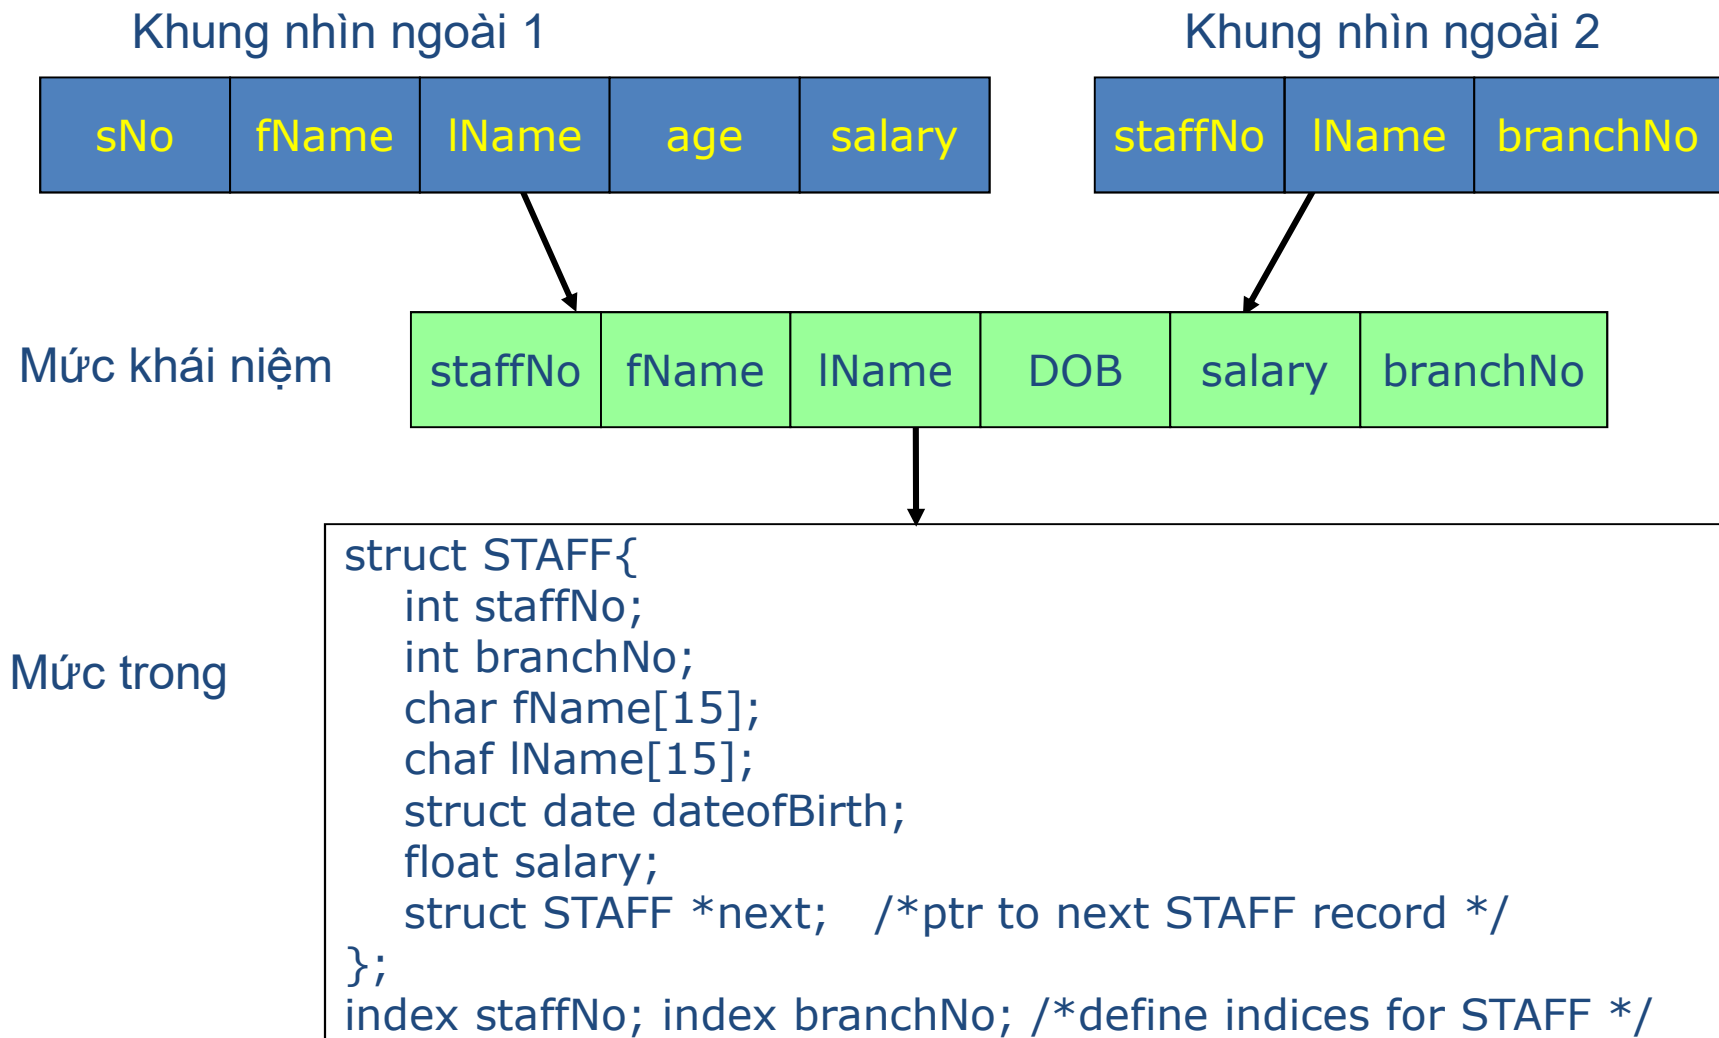 Khung nhìn ngoài 1 Khung nhìn ngoài 2
sNo fName lName age salary staffNo lName branchNo
Mức khái niệm staffNo fName lName DOB salary branchNo
struct STAFF{
int staffNo;
int branchNo;
Mức trong
char fName[15];
chaf lName[15];
struct date dateofBirth;
float salary;
struct STAFF *next; /*ptr to next STAFF record */
};
index staffNo; index branchNo; /*define indices for STAFF */